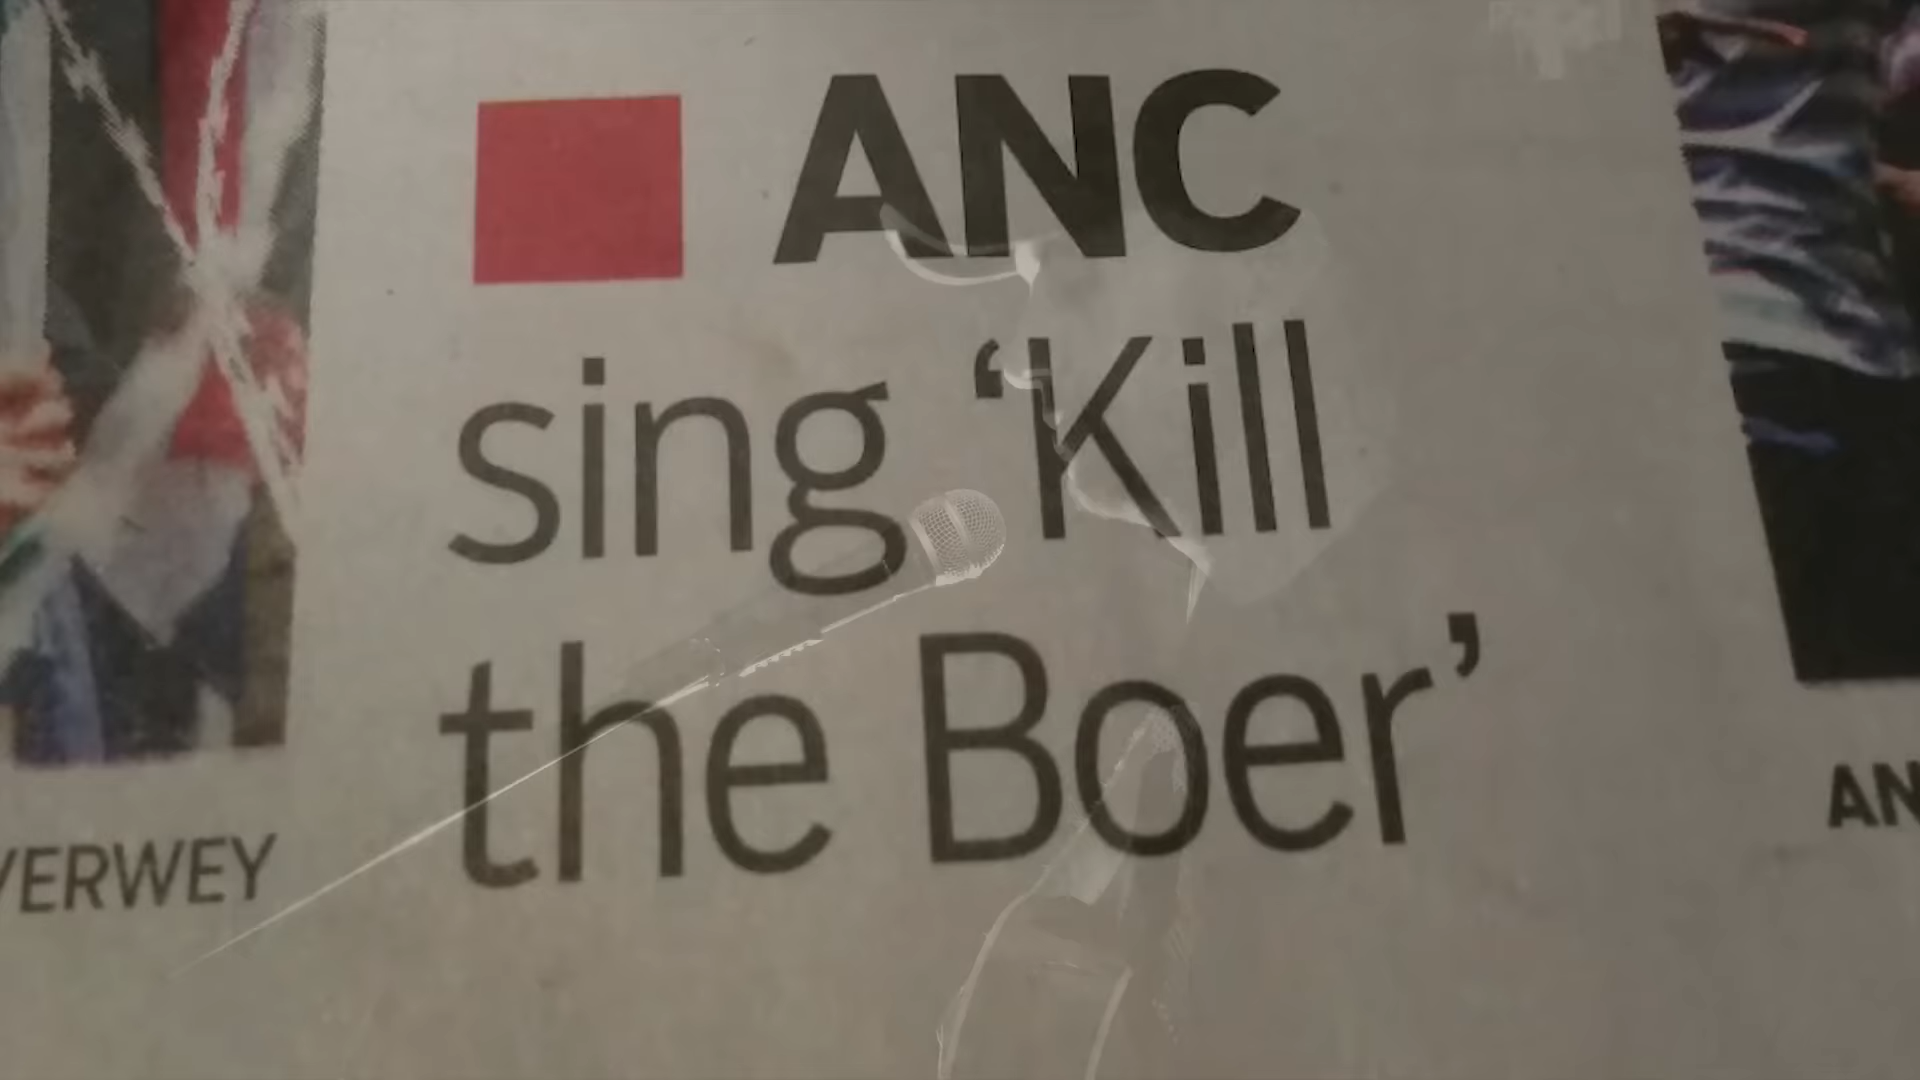 ANC
sing ‘Kill
the Boer’
VERWEY
AN